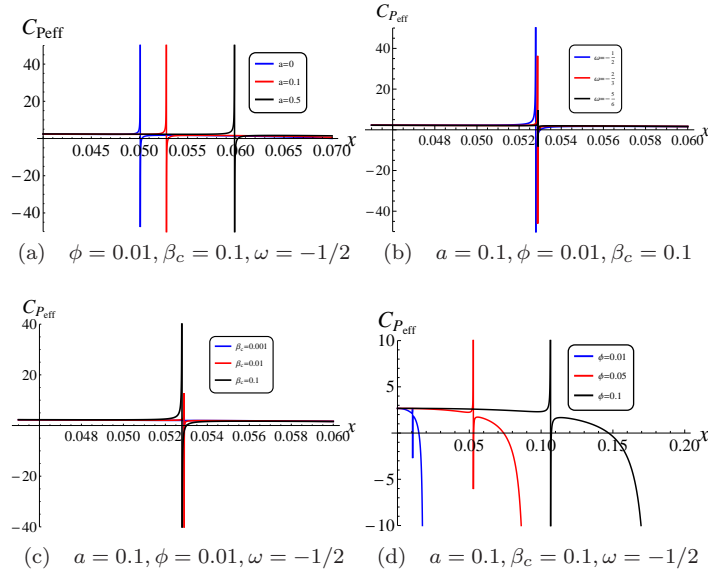 C_Peff
40
20
−20
−40
0.045 0.050 0.055 0.060 0.065 0.070 x
a=0
a=0.1
a=0.5
(a) ϕ = 0.01, β_c = 0.1, ω = −1/2
C_{P_eff}
40
20
−20
−40
0.048 0.050 0.052 0.054 0.056 0.058 0.060 x
ω=−1/2
ω=−2/3
ω=−5/6
(b) a = 0.1, ϕ = 0.01, β_c = 0.1
C_{P_eff}
40
20
−20
−40
0.048 0.050 0.052 0.054 0.056 0.058 0.060 x
β_c=0.001
β_c=0.01
β_c=0.1
(c) a = 0.1, ϕ = 0.01, ω = −1/2
C_{P_eff}
10
5
−5
−10
0.05 0.10 0.15 0.20 x
ϕ=0.01
ϕ=0.05
ϕ=0.1
(d) a = 0.1, β_c = 0.1, ω = −1/2